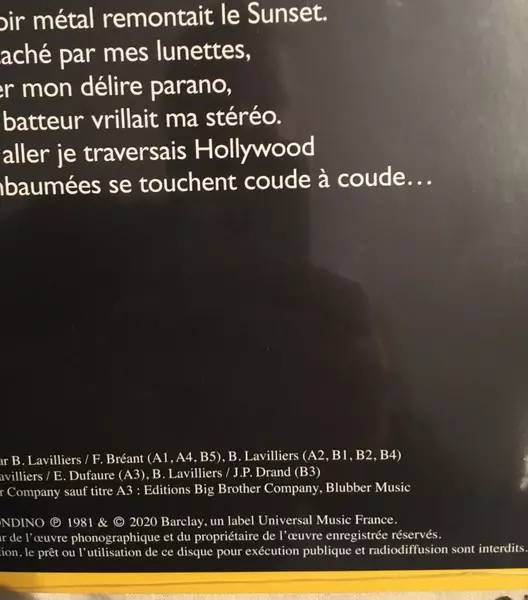 oir métal remontait le Sunset.
aché par mes lunettes,
er mon délire parano,
batteur vrillait ma stéréo.
aller je traversais Hollywood
nbaumées se touchent coude à coude...
ar B. Lavilliers / F. Bréant (A1, A4, B5), B. Lavilliers (A2, B1, B2, B4)
avilliers / E. Dufaure (A3), B. Lavilliers / J.P. Drand (B3)
r Company sauf titre A3 : Editions Big Brother Company, Blubber Music
NDINO ℗ 1981 & © 2020 Barclay, un label Universal Music France.
ur de l'œuvre phonographique et du propriétaire de l'œuvre enregistrée réservés.
tion, le prêt ou l'utilisation de ce disque pour exécution publique et radiodiffusion sont interdits.